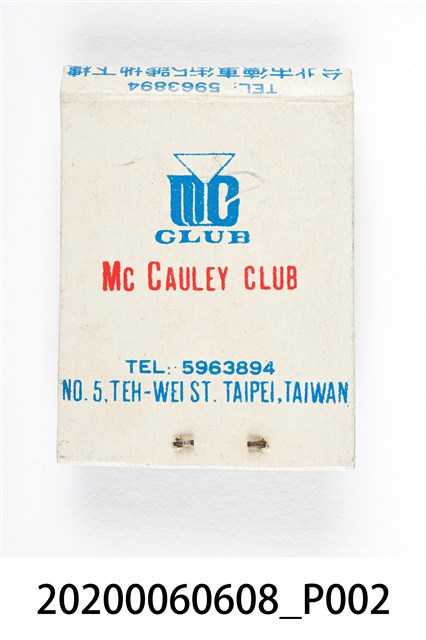 TEL: 5963894
台北市德惠街5號地下樓
MC
CLUB
MC CAULEY CLUB
TEL: 5963894
NO. 5, TEH-WEI ST. TAIPEI, TAIWAN
20200060608_P002